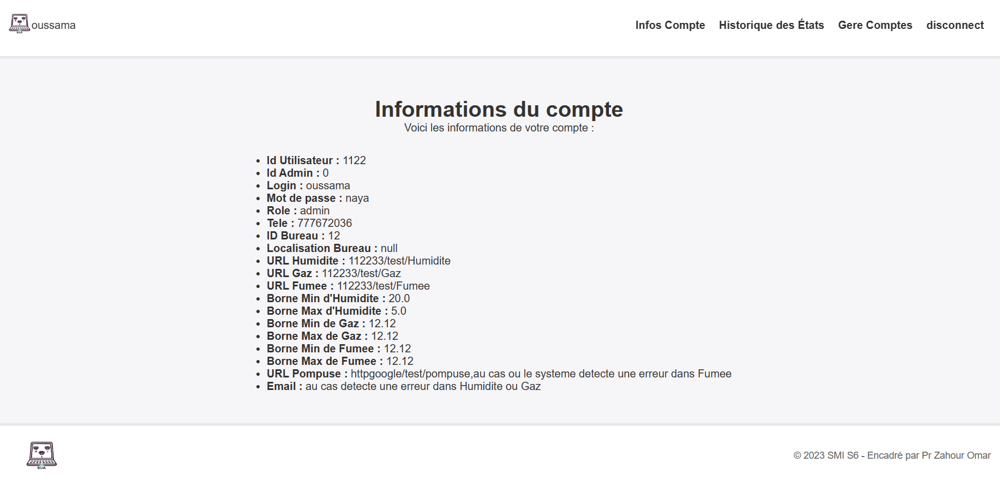 oussama
Infos Compte Historique des États Gere Comptes disconnect
Informations du compte
Voici les informations de votre compte :
Id Utilisateur : 1122
Id Admin : 0
Login : oussama
Mot de passe : naya
Role : admin
Tele : 777672036
ID Bureau : 12
Localisation Bureau : null
URL Humidite : 112233/test/Humidite
URL Gaz : 112233/test/Gaz
URL Fumee : 112233/test/Fumee
Borne Min d'Humidite : 20.0
Borne Max d'Humidite : 5.0
Borne Min de Gaz : 12.12
Borne Max de Gaz : 12.12
Borne Min de Fumee : 12.12
Borne Max de Fumee : 12.12
URL Pompuse : httpgoogle/test/pompuse,au cas ou le systeme detecte une erreur dans Fumee
Email : au cas detecte une erreur dans Humidite ou Gaz
SOA
© 2023 SMI S6 - Encadré par Pr Zahour Omar